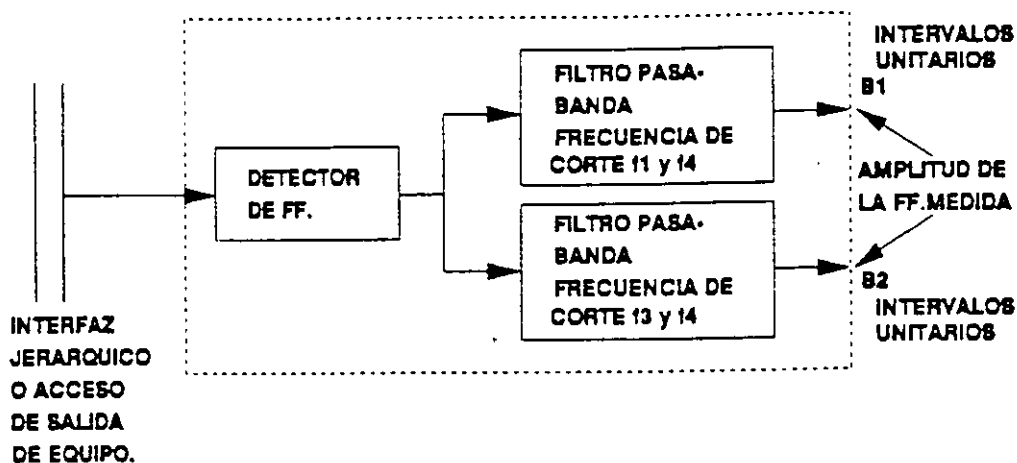 INTERVALOS
UNITARIOS
B1
FILTRO PASA-
BANDA
FRECUENCIA DE
CORTE f1 y f4
DETECTOR
DE FF.
AMPLITUD DE
LA FF.MEDIDA
FILTRO PASA-
BANDA
FRECUENCIA DE
CORTE f3 y f4
B2
INTERVALOS
UNITARIOS
INTERFAZ
JERARQUICO
O ACCESO
DE SALIDA
DE EQUIPO.